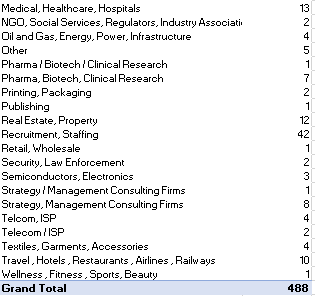 Medical, Healthcare, Hospitals 13
NGO, Social Services, Regulators, Industry Associati 2
Oil and Gas, Energy, Power, Infrastructure 4
Other 5
Pharma / Biotech / Clinical Research 1
Pharma, Biotech, Clinical Research 7
Printing, Packaging 2
Publishing 1
Real Estate, Property 12
Recruitment, Staffing 42
Retail, Wholesale 1
Security, Law Enforcement 2
Semiconductors, Electronics 3
Strategy / Management Consulting Firms 1
Strategy, Management Consulting Firms 8
Telcom, ISP 4
Telecom / ISP 2
Textiles, Garments, Accessories 4
Travel , Hotels , Restaurants , Airlines , Railways 10
Wellness , Fitness , Sports, Beauty 1
Grand Total 488